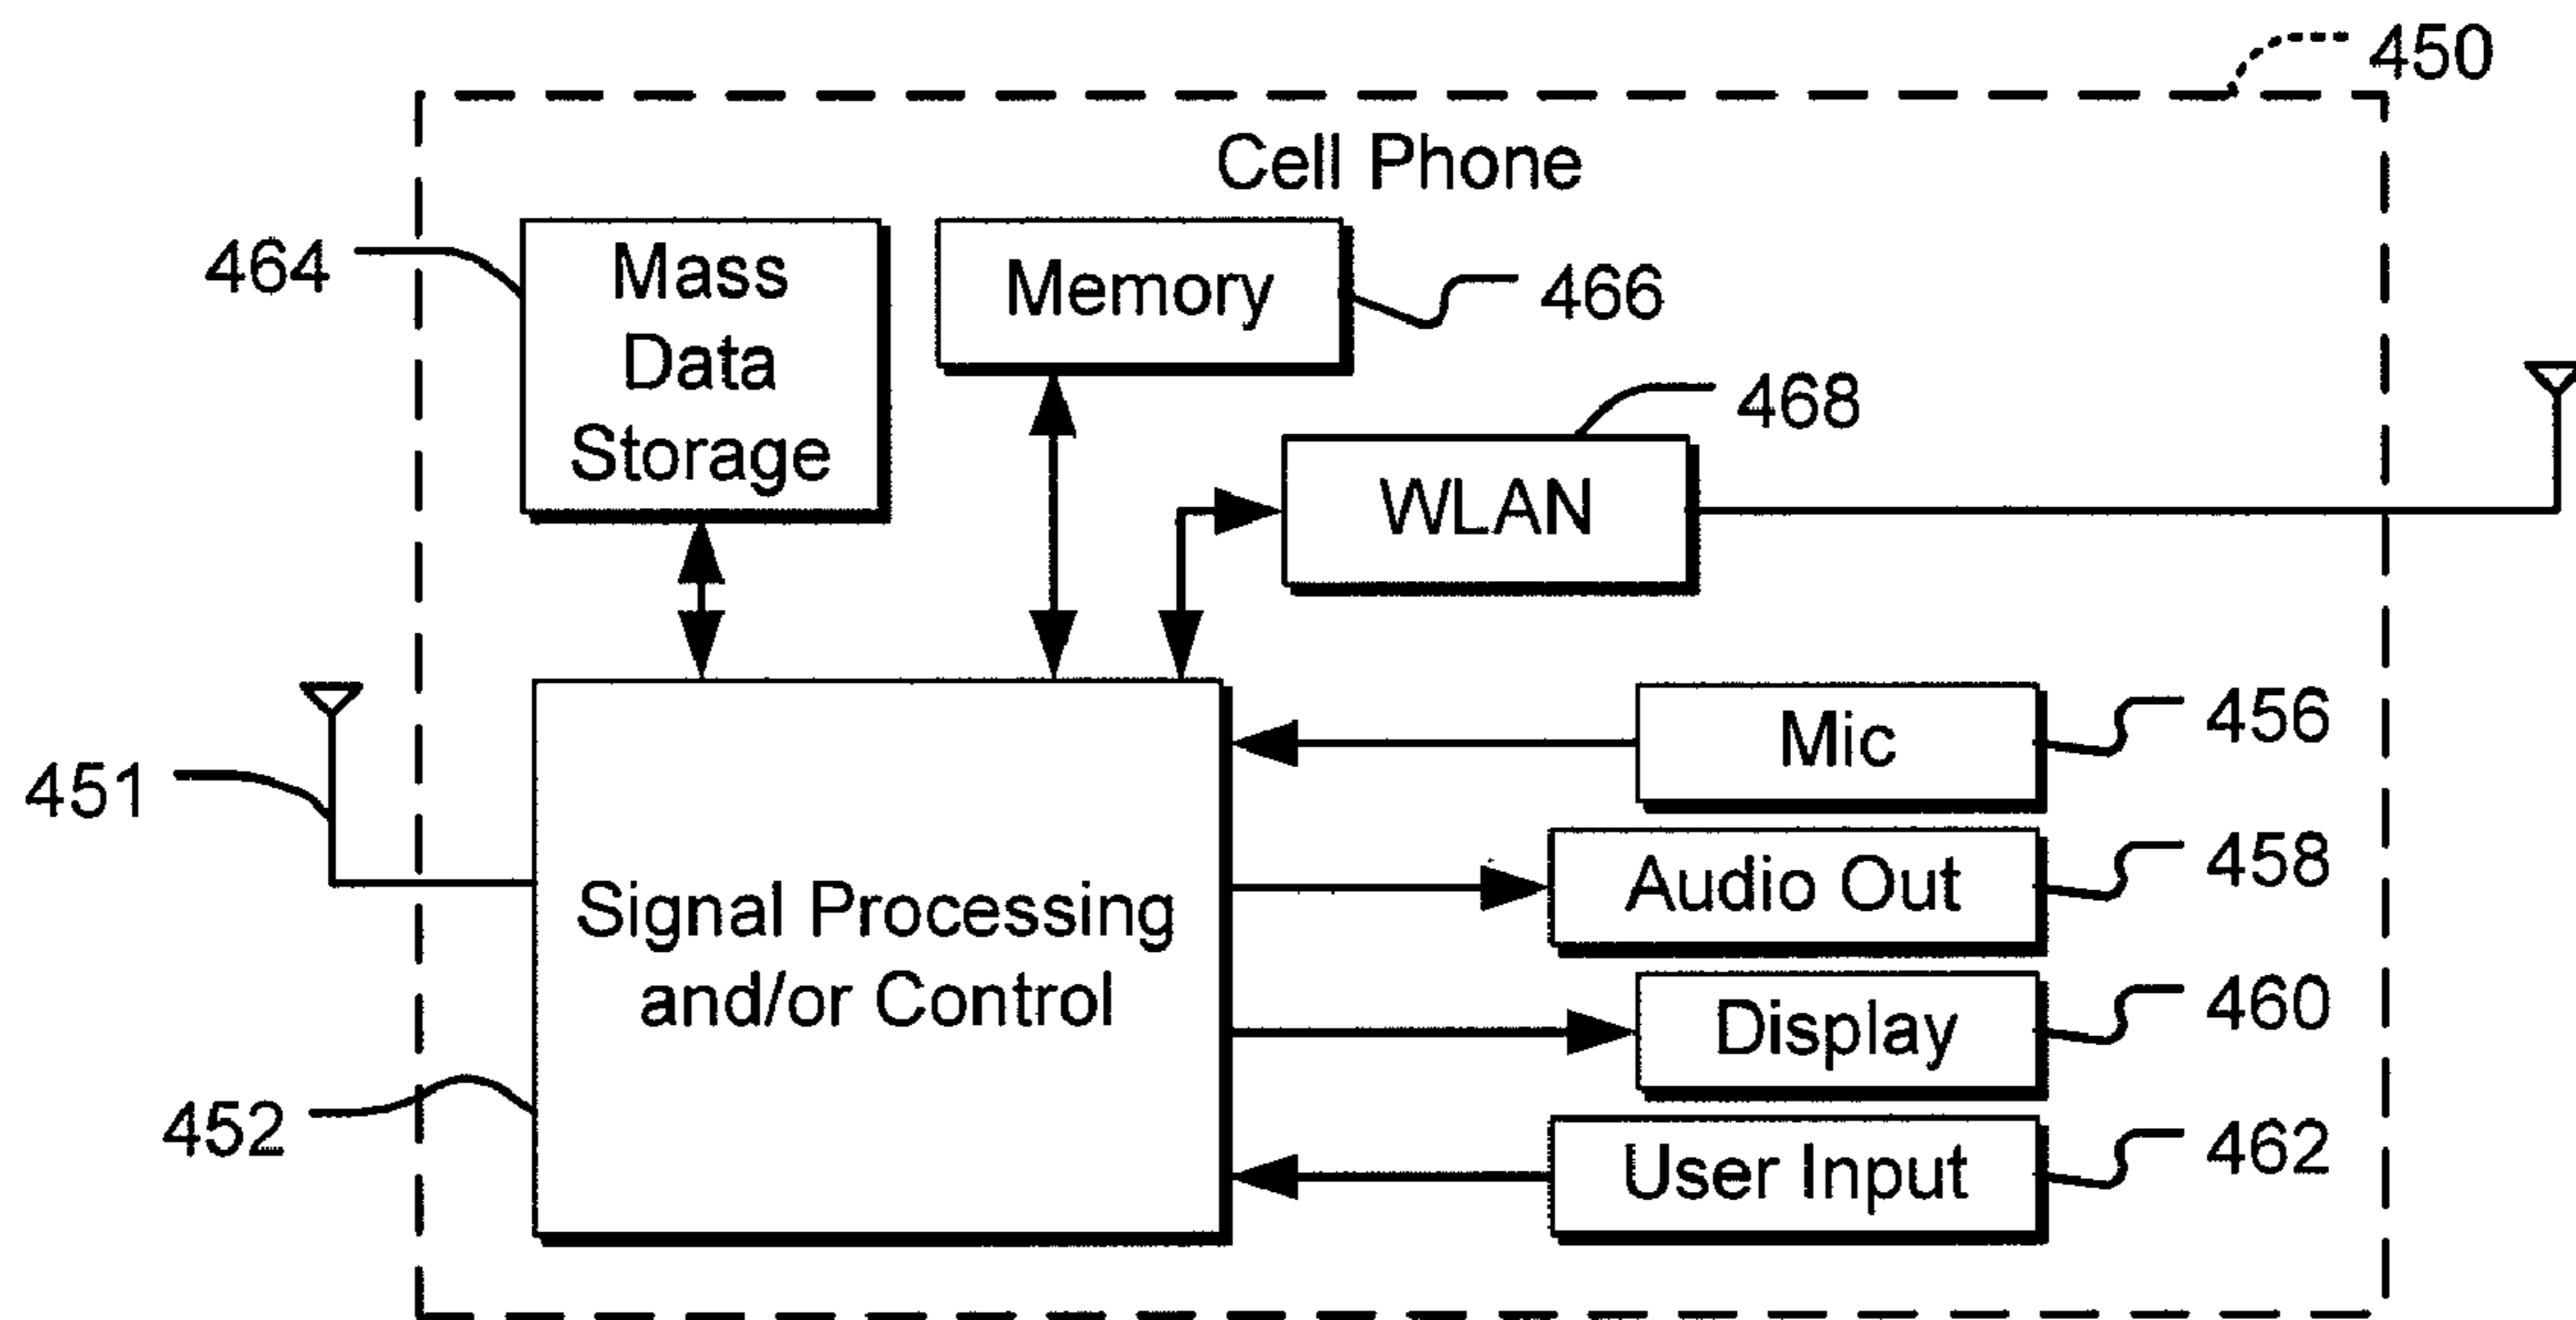 450
Cell Phone
464
Mass
Data
Storage
Memory
466
468
WLAN
451
Signal Processing
and/or Control
452
Mic
456
Audio Out
458
Display
460
User Input
462